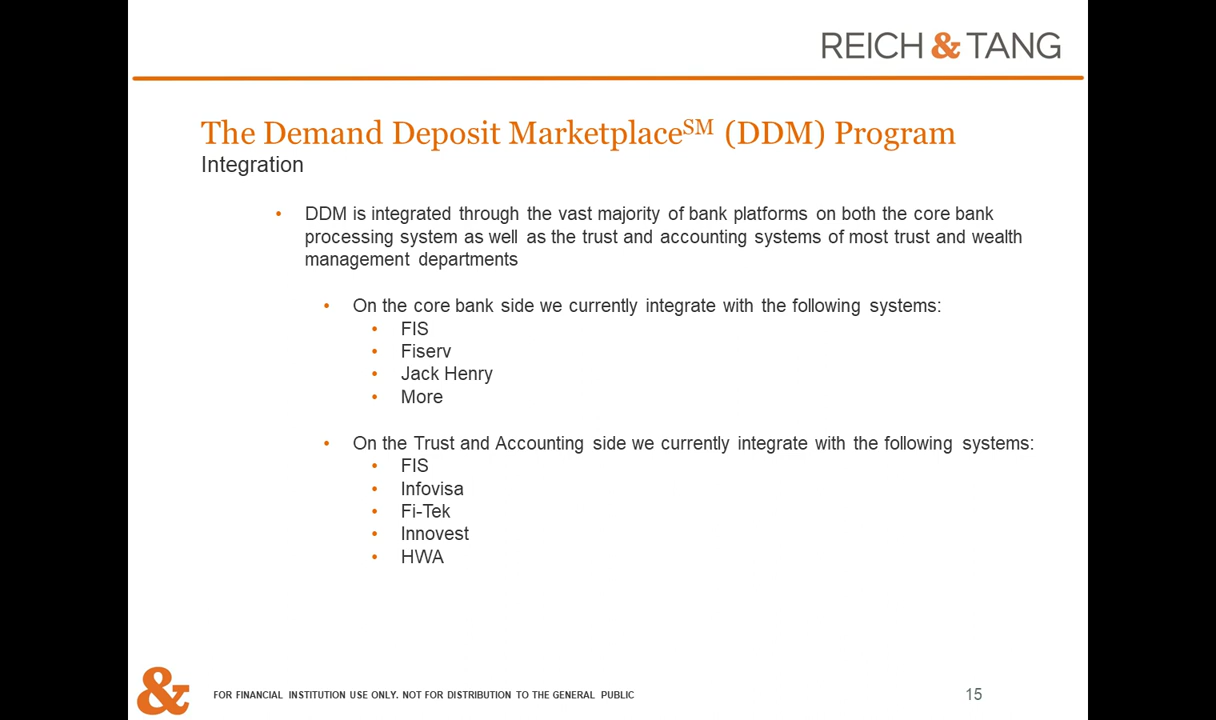 REICH & TANG
The Demand Deposit Marketplace℠ (DDM) Program
Integration
• DDM is integrated through the vast majority of bank platforms on both the core bank
processing system as well as the trust and accounting systems of most trust and wealth
management departments
• On the core bank side we currently integrate with the following systems:
• FIS
• Fiserv
• Jack Henry
• More
• On the Trust and Accounting side we currently integrate with the following systems:
• FIS
• Infovisa
• Fi-Tek
• Innovest
• HWA
&
FOR FINANCIAL INSTITUTION USE ONLY. NOT FOR DISTRIBUTION TO THE GENERAL PUBLIC
15